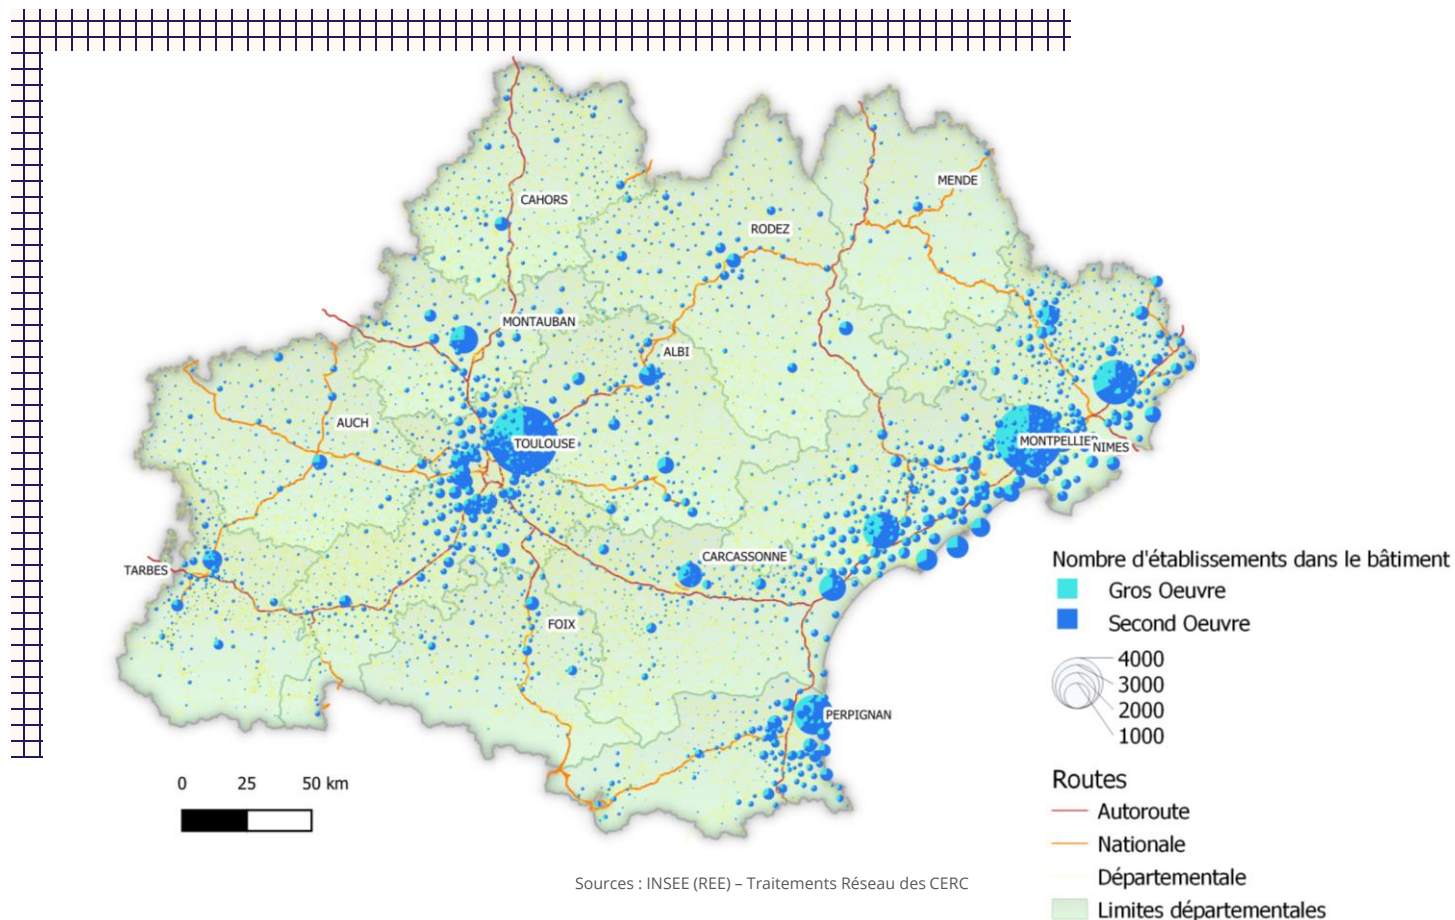 CAHORS
MENDE
RODEZ
MONTAUBAN
ALBI
AUCH
TOULOUSE
MONTPELLIER
NIMES
CARCASSONNE
TARBES
FOIX
PERPIGNAN
Nombre d'établissements dans le bâtiment
Gros Oeuvre
Second Oeuvre
4000
3000
2000
1000
0 25 50 km
Routes
Autoroute
Nationale
Départementale
Limites départementales
Sources : INSEE (REE) – Traitements Réseau des CERC